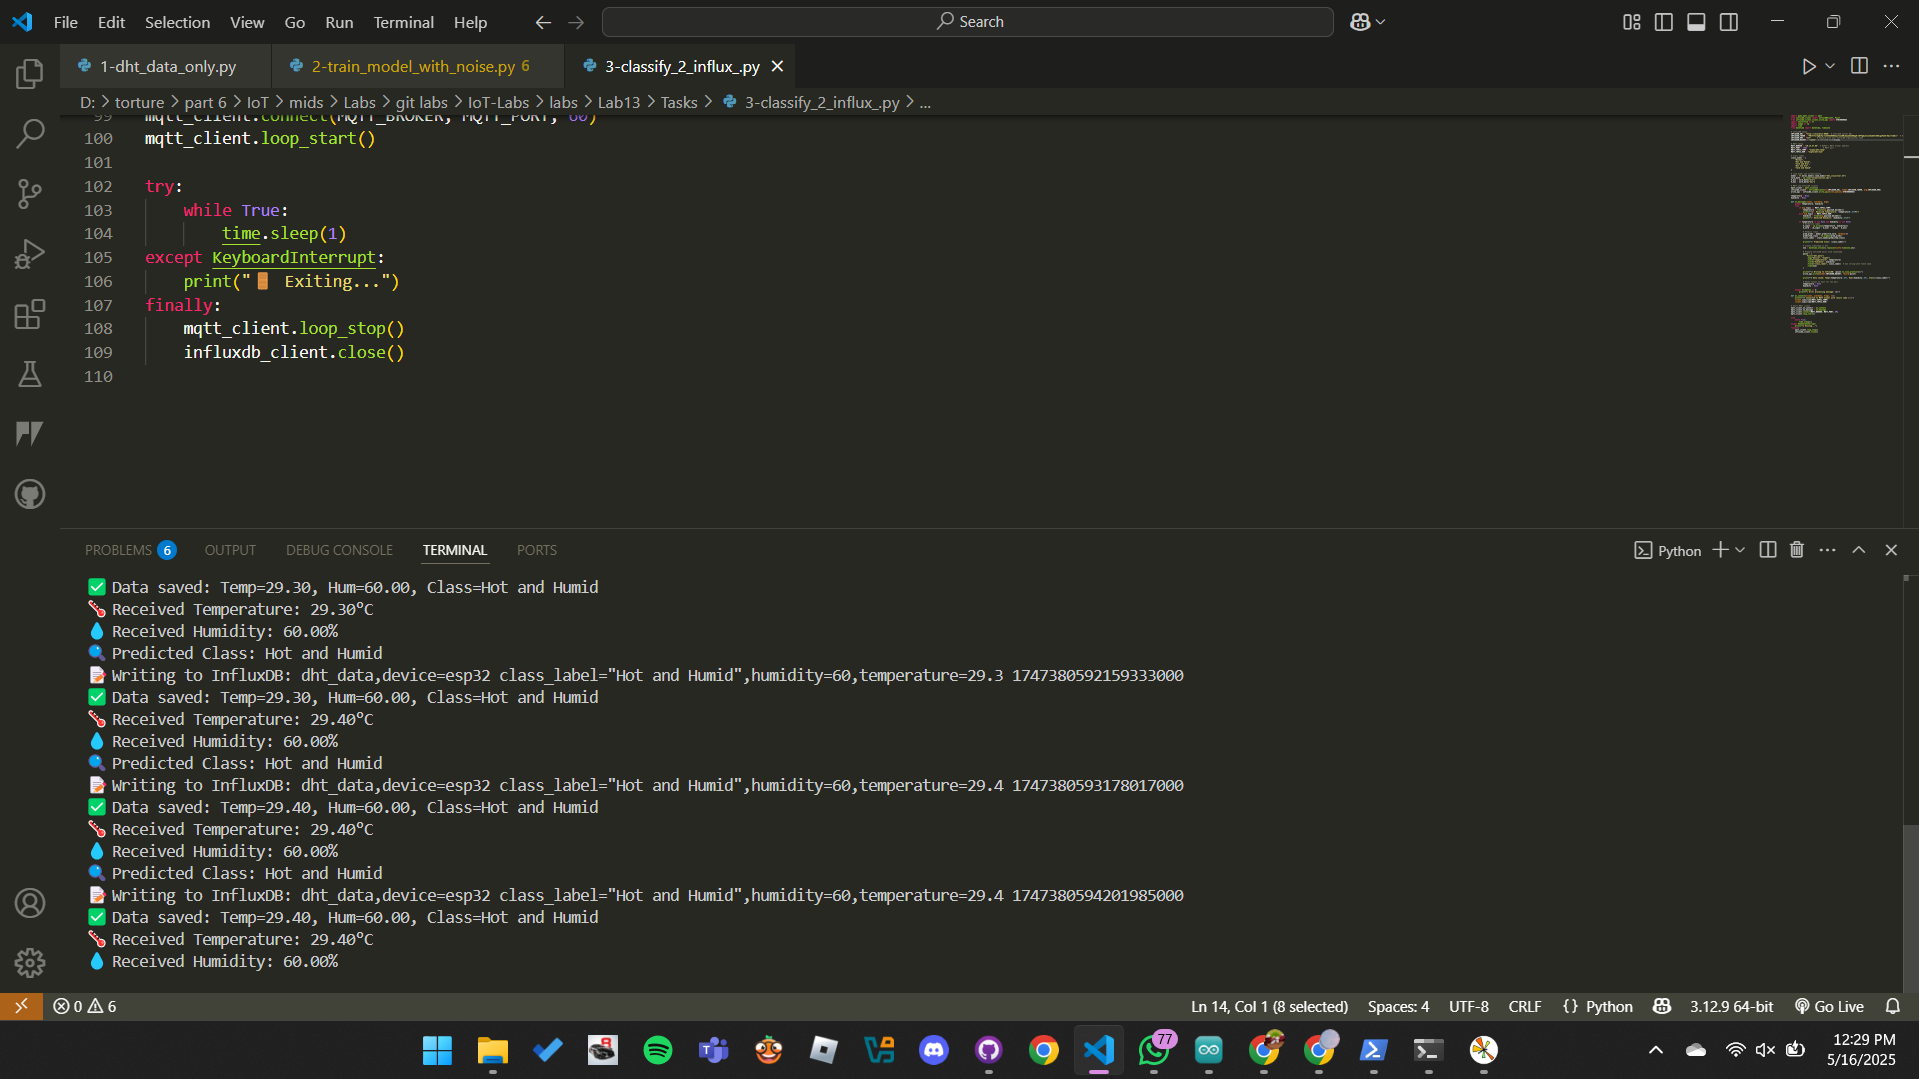 File Edit Selection View Go Run Terminal Help
Search
1-dht_data_only.py
2-train_model_with_noise.py 6
3-classify_2_influx_.py
D: > torture > part 6 > IoT > mids > Labs > git labs > IoT-Labs > labs > Lab13 > Tasks > 3-classify_2_influx_.py > ...
99 mqtt_client.connect(MQTT_BROKER, MQTT_PORT, 60)
100 mqtt_client.loop_start()
101
102 try:
103 while True:
104 time.sleep(1)
105 except KeyboardInterrupt:
106 print("🚪 Exiting...")
107 finally:
108 mqtt_client.loop_stop()
109 influxdb_client.close()
110
PROBLEMS 6 OUTPUT DEBUG CONSOLE TERMINAL PORTS
Python
✅ Data saved: Temp=29.30, Hum=60.00, Class=Hot and Humid
🌡 Received Temperature: 29.30°C
💧 Received Humidity: 60.00%
🔍 Predicted Class: Hot and Humid
📝 Writing to InfluxDB: dht_data,device=esp32 class_label="Hot and Humid",humidity=60,temperature=29.3 1747380592159333000
✅ Data saved: Temp=29.30, Hum=60.00, Class=Hot and Humid
🌡 Received Temperature: 29.40°C
💧 Received Humidity: 60.00%
🔍 Predicted Class: Hot and Humid
📝 Writing to InfluxDB: dht_data,device=esp32 class_label="Hot and Humid",humidity=60,temperature=29.4 1747380593178017000
✅ Data saved: Temp=29.40, Hum=60.00, Class=Hot and Humid
🌡 Received Temperature: 29.40°C
💧 Received Humidity: 60.00%
🔍 Predicted Class: Hot and Humid
📝 Writing to InfluxDB: dht_data,device=esp32 class_label="Hot and Humid",humidity=60,temperature=29.4 1747380594201985000
✅ Data saved: Temp=29.40, Hum=60.00, Class=Hot and Humid
🌡 Received Temperature: 29.40°C
💧 Received Humidity: 60.00%
0 6
Ln 14, Col 1 (8 selected) Spaces: 4 UTF-8 CRLF {} Python 3.12.9 64-bit Go Live
77
12:29 PM
5/16/2025